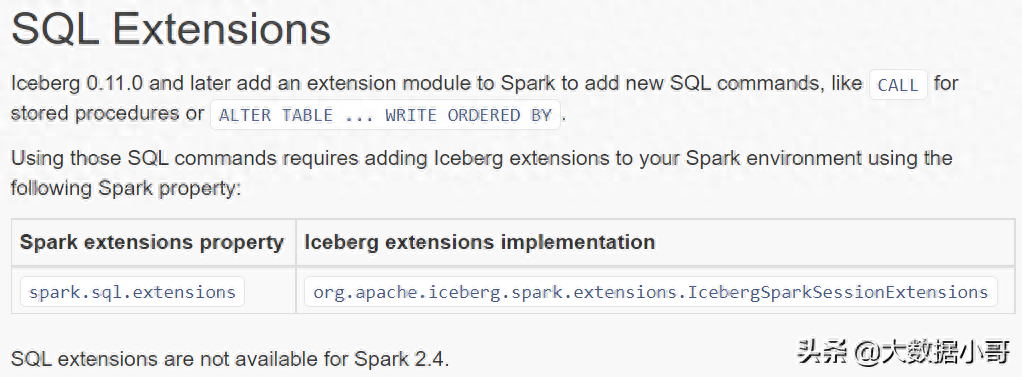 SQL Extensions
Iceberg 0.11.0 and later add an extension module to Spark to add new SQL commands, like CALL for
stored procedures or ALTER TABLE ... WRITE ORDERED BY.
Using those SQL commands requires adding Iceberg extensions to your Spark environment using the
following Spark property:
Spark extensions property Iceberg extensions implementation
spark.sql.extensions org.apache.iceberg.spark.extensions.IcebergSparkSessionExtensions
SQL extensions are not available for Spark 2.4.
头条 @大数据小哥